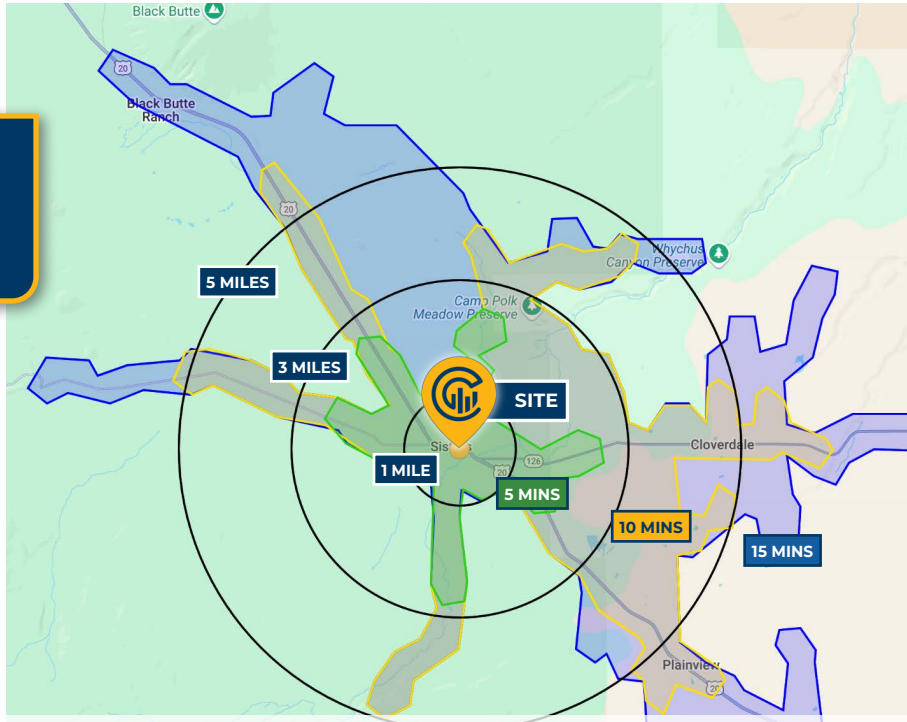 Black Butte
20
Black Butte
Ranch
20
Whychus
Canyon Preserve
5 MILES
Camp Polk
Meadow Preserve
3 MILES
SITE
Cloverdale
1 MILE
126
20
5 MINS
10 MINS
15 MINS
Plainview
20